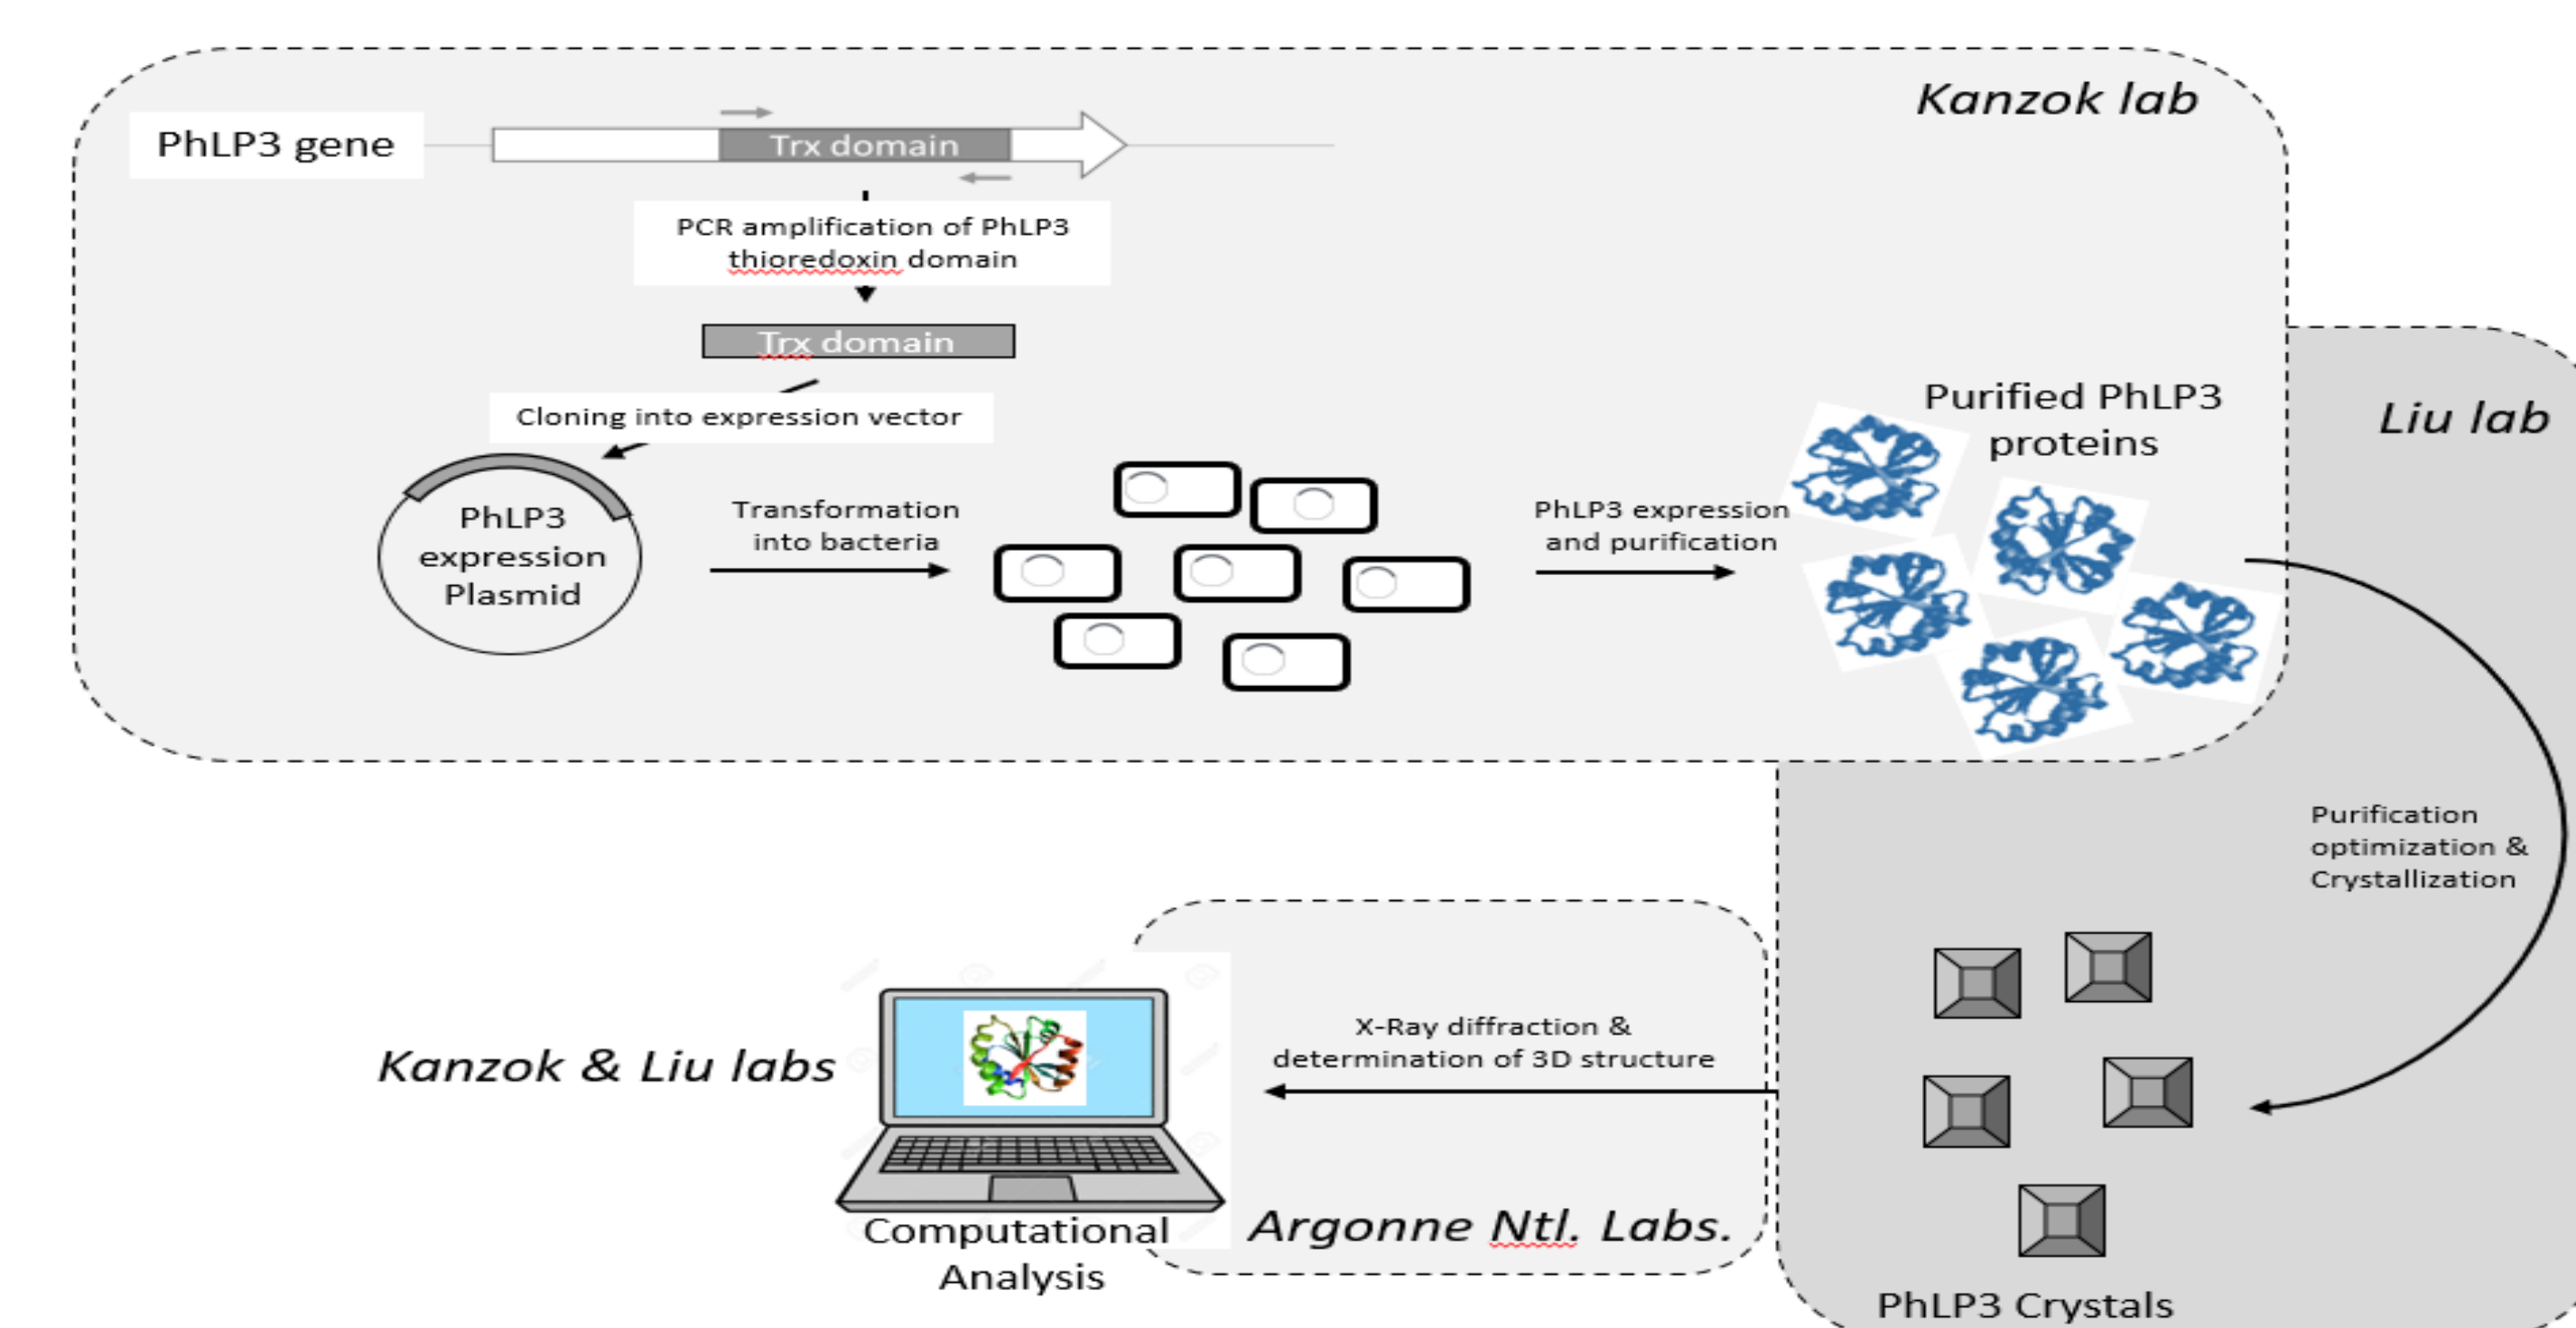 Kanzok lab
PhLP3 gene
Trx domain
PCR amplification of PhLP3
thioredoxin domain
Trx domain
Cloning into expression vector
PhLP3
expression
Plasmid
Transformation
into bacteria
PhLP3 expression
and purification
Purified PhLP3
proteins
Liu lab
Purification
optimization &
Crystallization
PhLP3 Crystals
X-Ray diffraction &
determination of 3D structure
Argonne Ntl. Labs.
Kanzok & Liu labs
Computational
Analysis